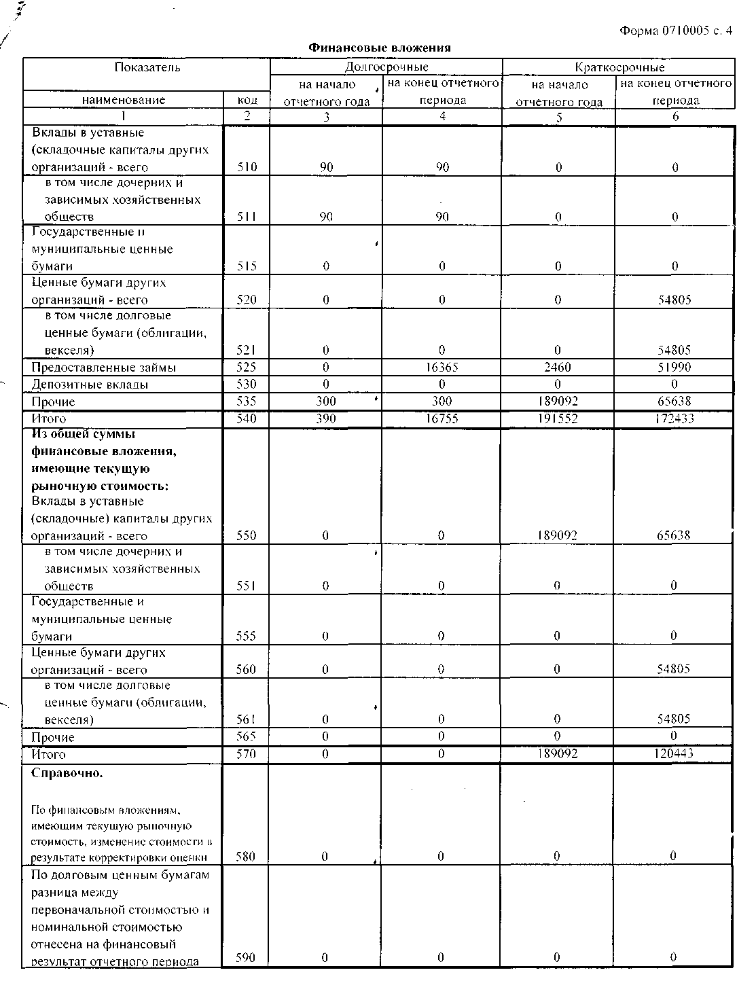 Форма 0710005 с. 4
Финансовые вложения
Показатель Долгосрочные Краткосрочные
на начало на конец отчетного на начало на конец отчетного
наименование код отчетного года периода отчетного года периода
1 2 3 4 5 6
Вклады в уставные
(складочные капиталы других
организаций - всего 510 90 90 0 0
в том числе дочерних и
зависимых хозяйственных
обществ 511 90 90 0 0
Государственные и
муниципальные ценные
бумаги 515 0 0 0 0
Ценные бумаги других
организаций - всего 520 0 0 0 54805
в том числе долговые
ценные бумаги (облигации,
векселя) 521 0 0 0 54805
Предоставленные займы 525 0 16365 2460 51990
Депозитные вклады 530 0 0 0 0
Прочие 535 300 300 189092 65638
Итого 540 390 16755 191552 172433
Из общей суммы
финансовые вложения,
имеющие текущую
рыночную стоимость:
Вклады в уставные
(складочные) капиталы других
организаций - всего 550 0 0 189092 65638
в том числе дочерних и
зависимых хозяйственных
обществ 551 0 0 0 0
Государственные и
муниципальные ценные
бумаги 555 0 0 0 0
Ценные бумаги других
организаций - всего 560 0 0 0 54805
в том числе долговые
ценные бумаги (облигации,
векселя) 561 0 0 0 54805
Прочие 565 0 0 0 0
Итого 570 0 0 189092 120443
Справочно.
По финансовым вложениям,
имеющим текущую рыночную
стоимость, изменение стоимости в
результате корректировки оценки 580 0 0 0 0
По долговым ценным бумагам
разница между
первоначальной стоимостью и
номинальной стоимостью
отнесена на финансовый
результат отчетного периода 590 0 0 0 0